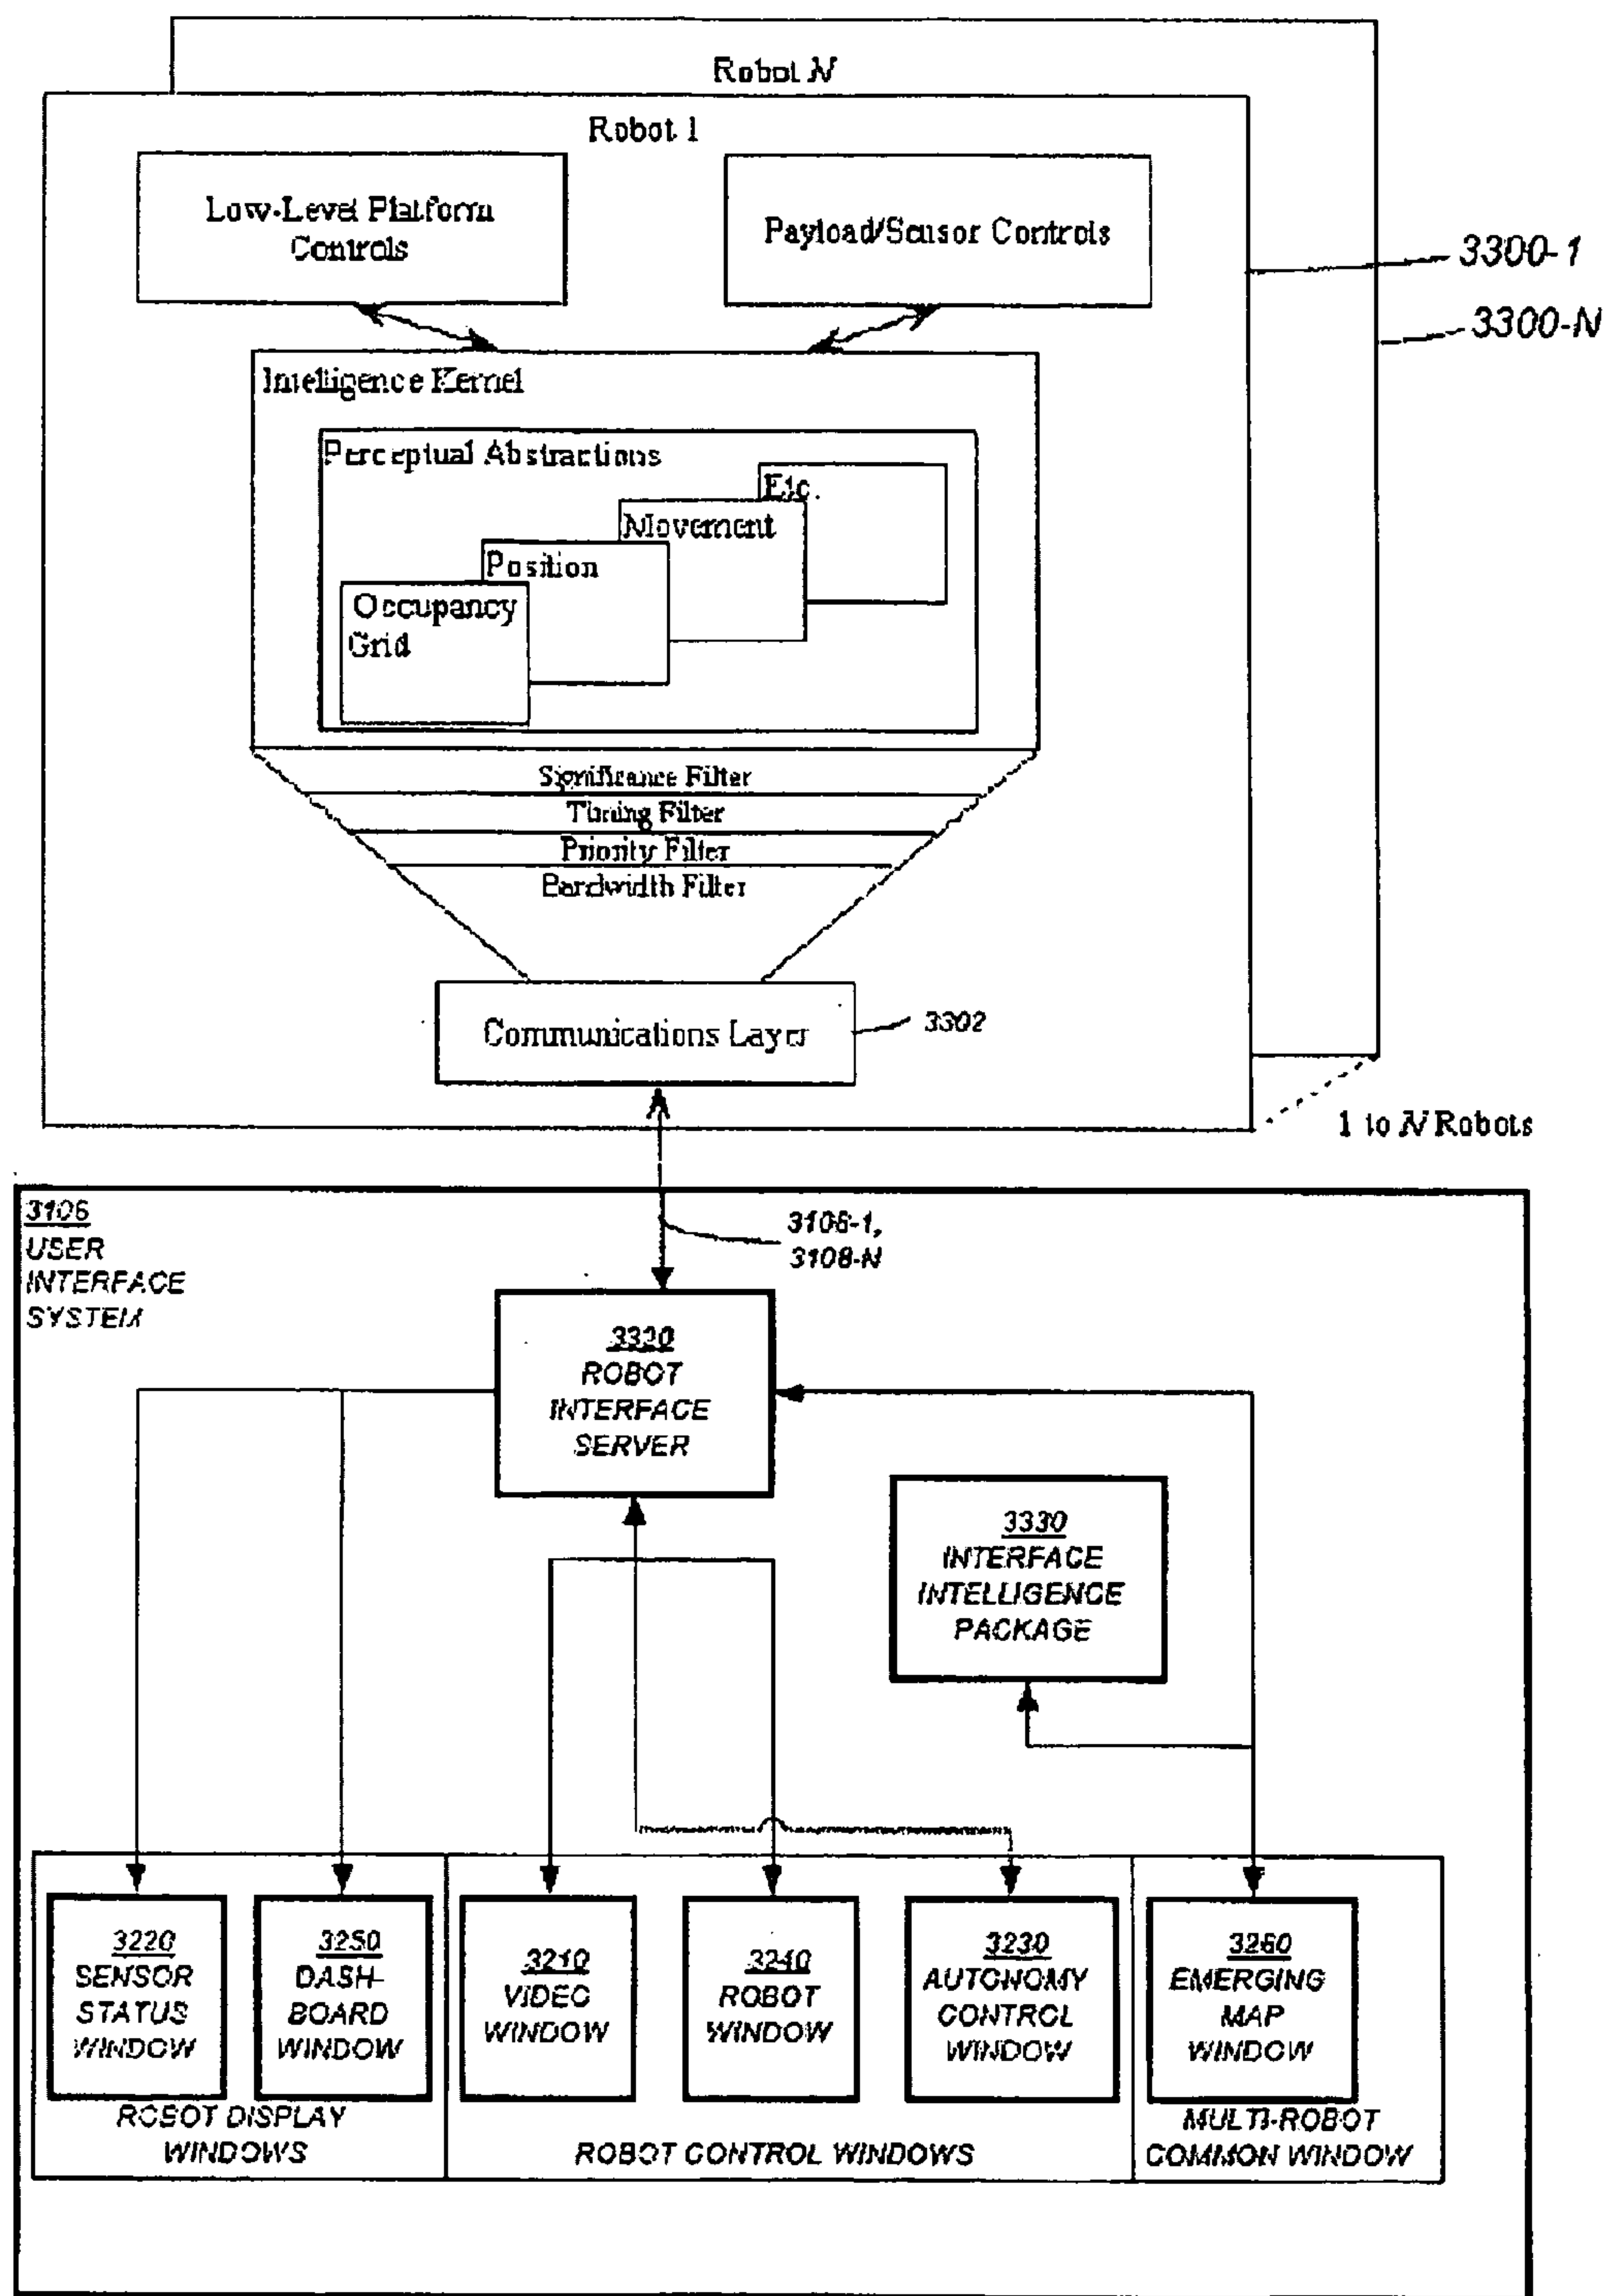 Robot N
Robot 1
Low-Level Platform
Controls
Payload/Sensor Controls
3300-1
3300-N
Intelligence Kernel
Perceptual Abstractions
Etc.
Movement
Position
Occupancy
Grid
Significance Filter
Timing Filter
Priority Filter
Bandwidth Filter
Communications Layer
3302
1 to N Robots
3106
USER
INTERFACE
SYSTEM
3108-1,
3108-N
3320
ROBOT
INTERFACE
SERVER
3330
INTERFACE
INTELLIGENCE
PACKAGE
3220
SENSOR
STATUS
WINDOW
3250
DASH-
BOARD
WINDOW
3210
VIDEO
WINDOW
3240
ROBOT
WINDOW
3230
AUTONOMY
CONTROL
WINDOW
3260
EMERGING
MAP
WINDOW
ROBOT DISPLAY
WINDOWS
ROBOT CONTROL WINDOWS
MULTI-ROBOT
COMMON WINDOW